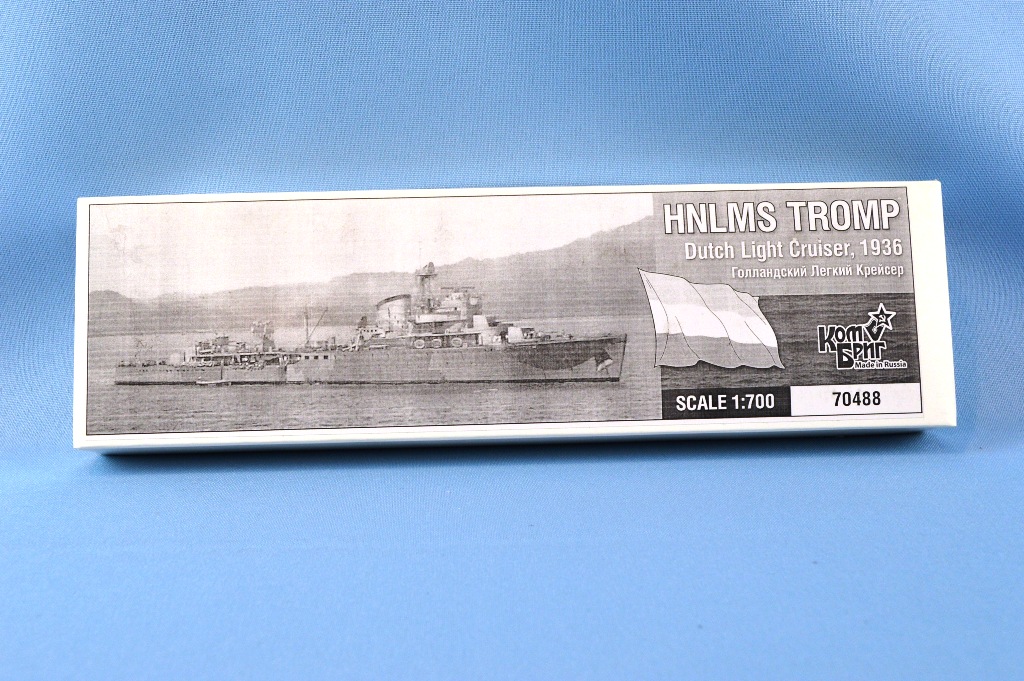 HNLMS TROMP
Dutch Light Cruiser, 1936
Голландский Легкий Крейсер
Комбриг
Made in Russia
SCALE 1:700
70488